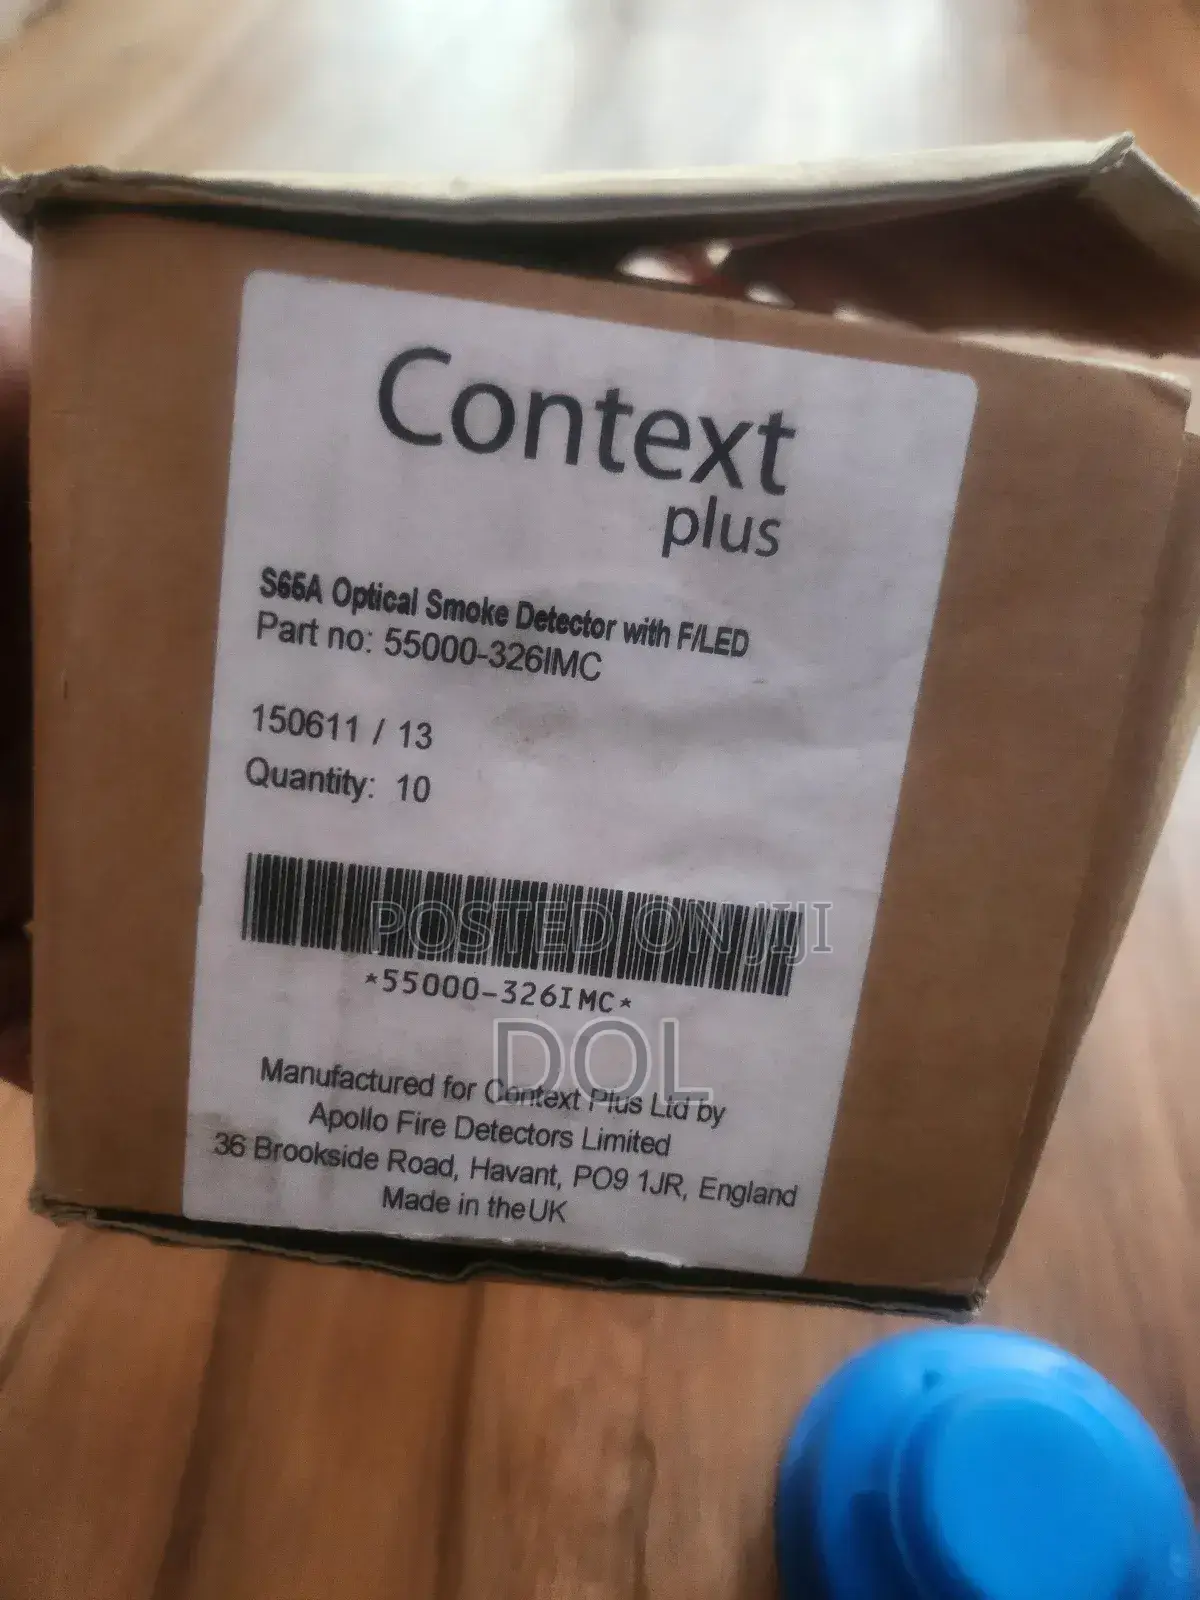 Context
plus
S65A Optical Smoke Detector with F/LED
Part no: 55000-326IMC
150611 / 13
Quantity: 10
POSTED ON JIJI
*55000-326IMC*
DOL
Manufactured for Context Plus Ltd by
Apollo Fire Detectors Limited
36 Brookside Road, Havant, PO9 1JR, England
Made in theUK